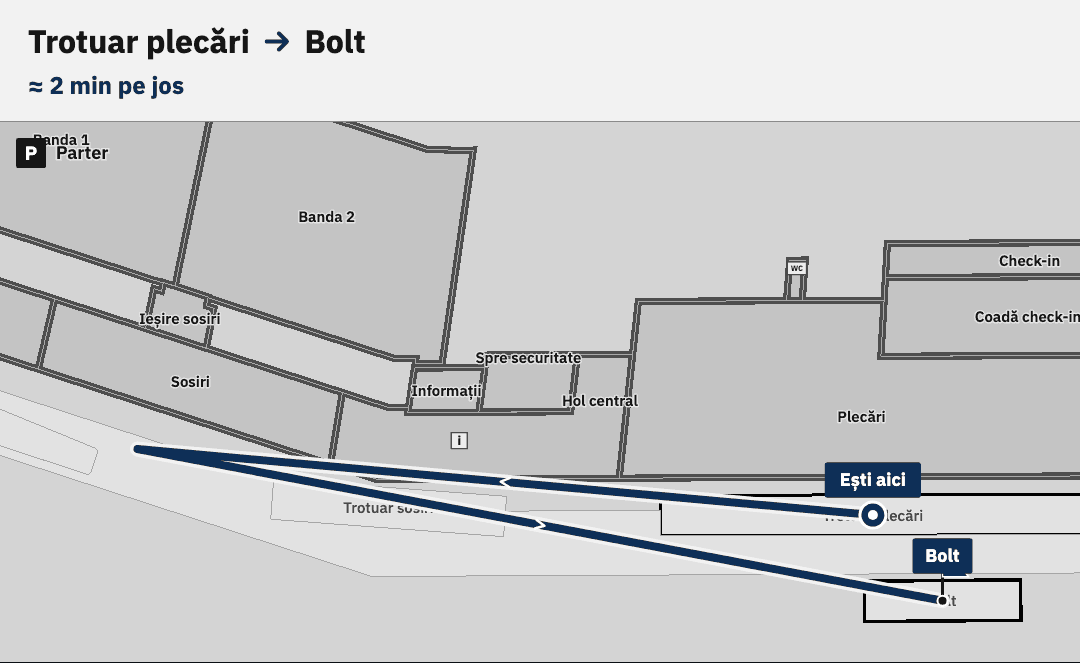 Trotuar plecări → Bolt
≈ 2 min pe jos
Banda 1
P Parter
Banda 2
wc
Check-in
Coadă check-in
Ieșire sosiri
Spre securitate
Sosiri
Informații
Hol central
Plecări
i
Ești aici
Trotuar
Bolt